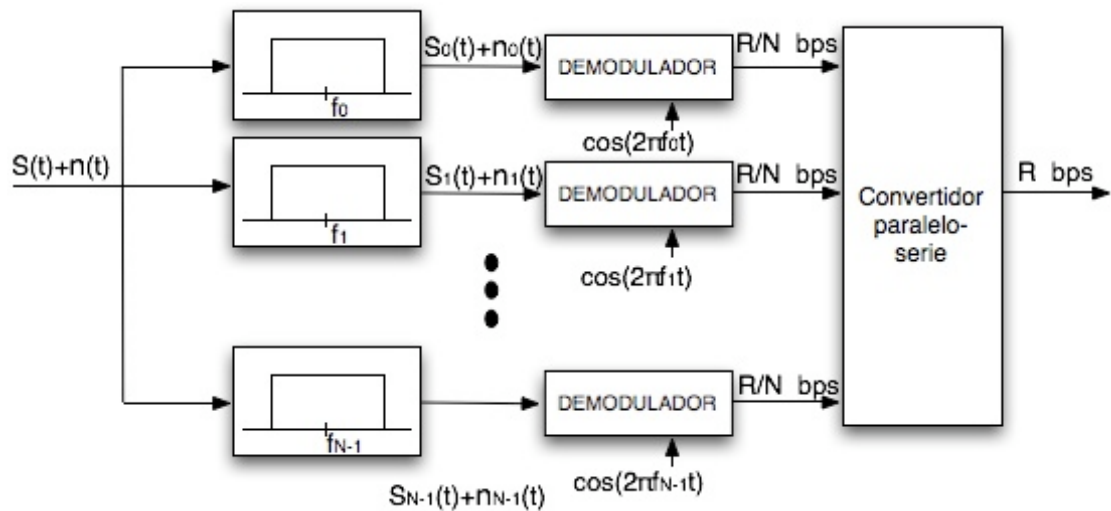 S(t)+n(t)
f0
S0(t)+n0(t)
DEMODULADOR
cos(2πf0t)
R/N bps
f1
S1(t)+n1(t)
DEMODULADOR
cos(2πf1t)
R/N bps
fN-1
SN-1(t)+nN-1(t)
DEMODULADOR
cos(2πfN-1t)
R/N bps
Convertidor
paralelo-
serie
R bps